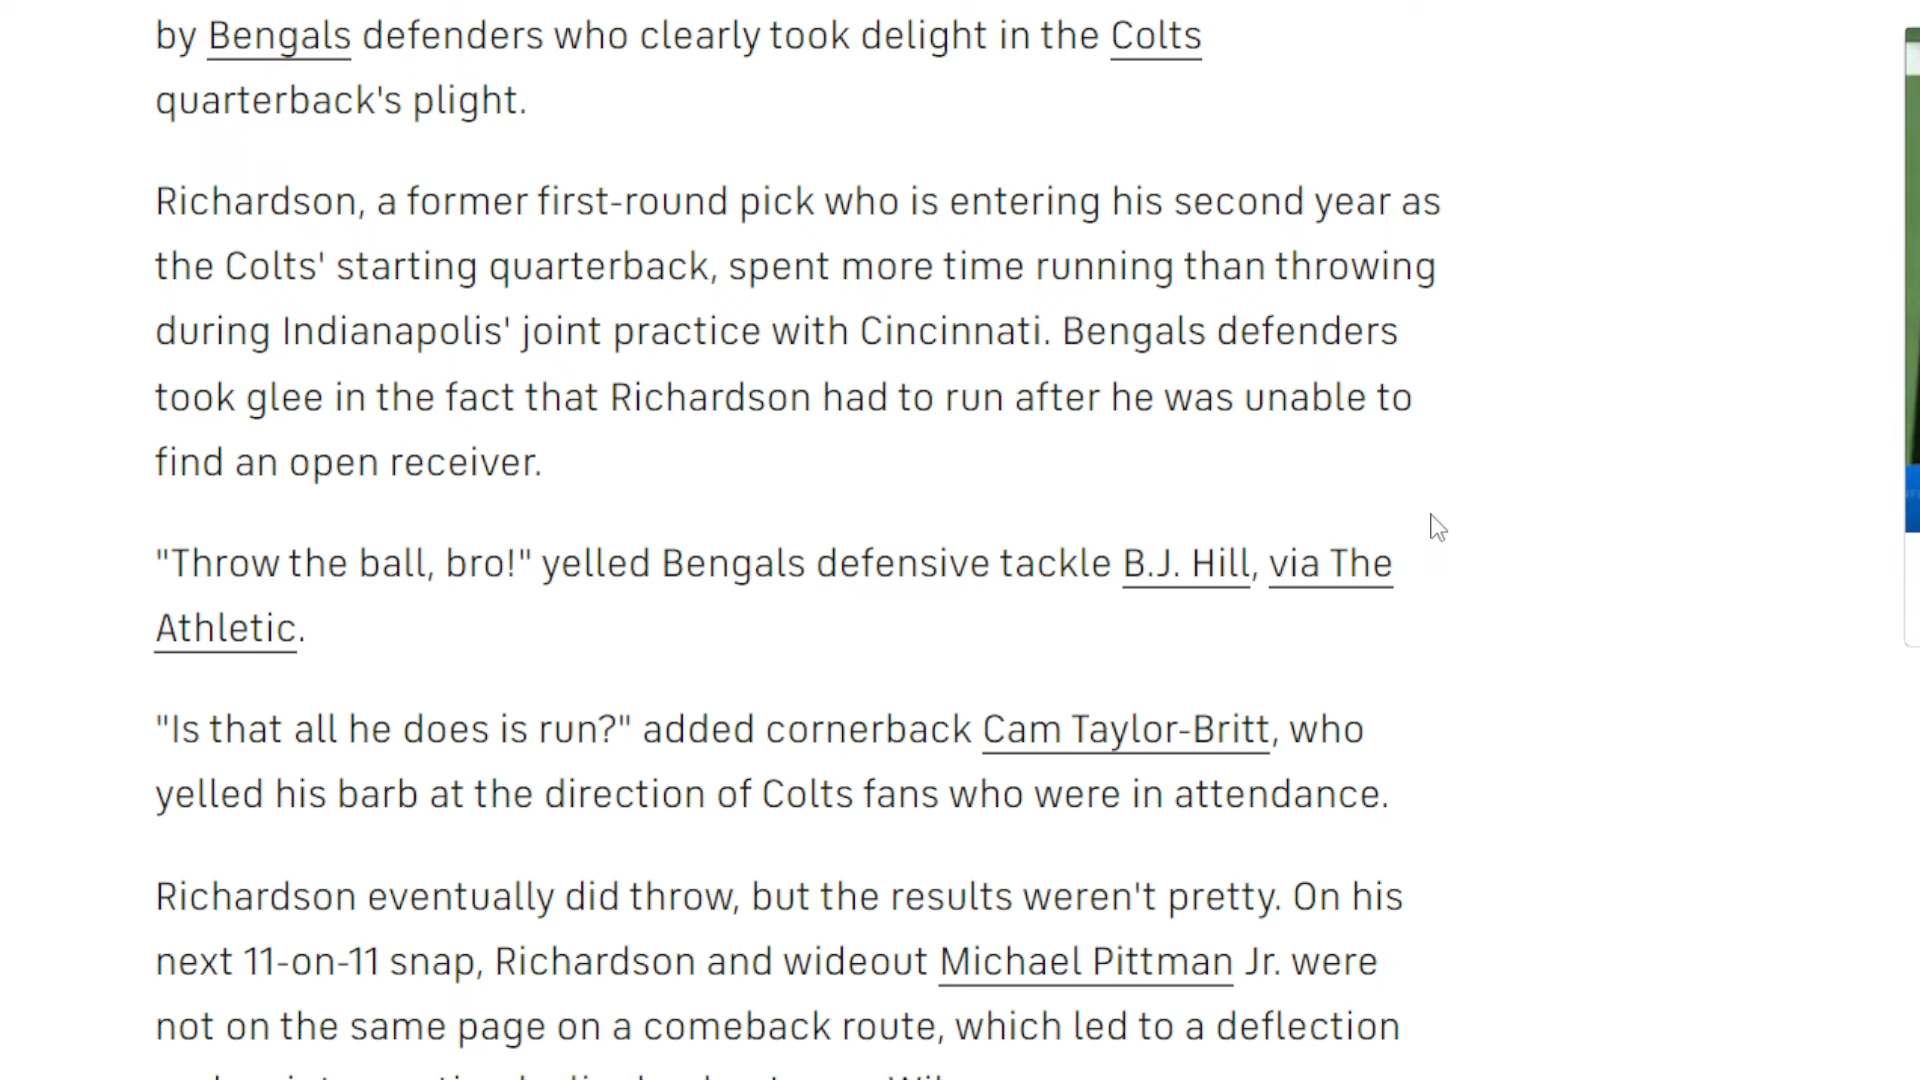 by Bengals defenders who clearly took delight in the Colts
quarterback's plight.
Richardson, a former first-round pick who is entering his second year as
the Colts' starting quarterback, spent more time running than throwing
during Indianapolis' joint practice with Cincinnati. Bengals defenders
took glee in the fact that Richardson had to run after he was unable to
find an open receiver.
"Throw the ball, bro!" yelled Bengals defensive tackle B.J. Hill, via The
Athletic.
"Is that all he does is run?" added cornerback Cam Taylor-Britt, who
yelled his barb at the direction of Colts fans who were in attendance.
Richardson eventually did throw, but the results weren't pretty. On his
next 11-on-11 snap, Richardson and wideout Michael Pittman Jr. were
not on the same page on a comeback route, which led to a deflection